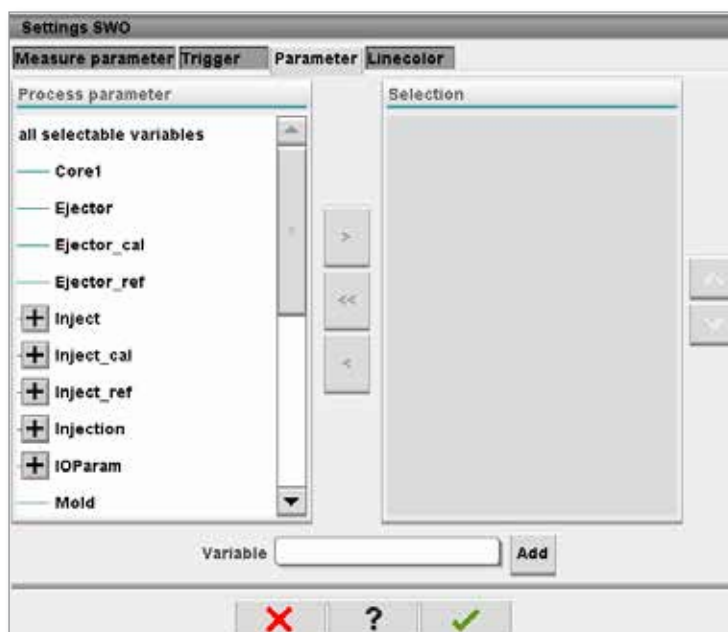 Settings SWO
Measure parameter Trigger Parameter Linecolor
Process parameter
Selection
all selectable variables
Core1
Ejector
Ejector_cal
Ejector_ref
+ Inject
+ Inject_cal
+ Inject_ref
+ Injection
+ IOParam
Mold
>
<<
<
Variable Add
?